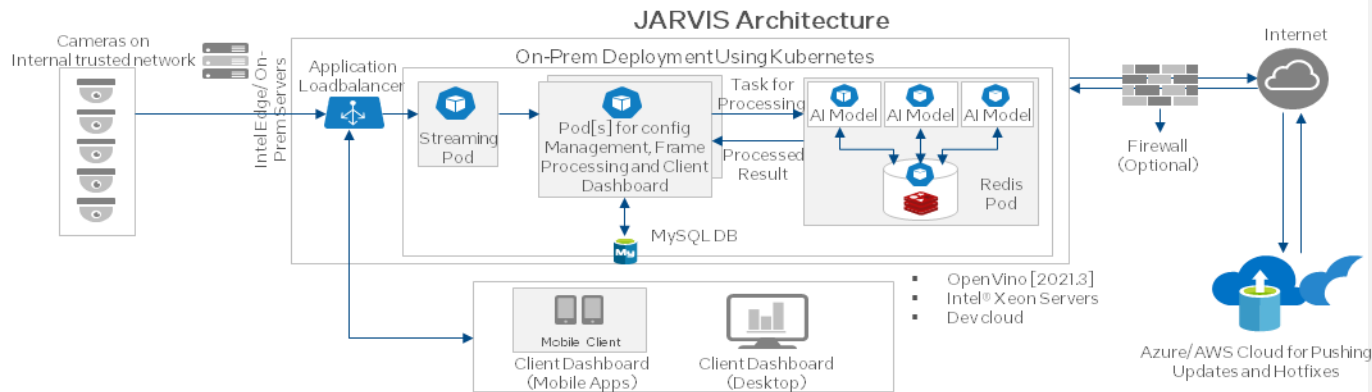 JARVIS Architecture
Cameras on
Internal trusted network
Intel Edge/ On-
Prem Servers
Application
Loadbalancer
On-Prem Deployment Using Kubernetes
Streaming
Pod
Pod[s] for config
Management, Frame
Processing and Client
Dashboard
Task for
Processing
Processed
Result
AI Model
AI Model
AI Model
Redis
Pod
My
MySQL DB
Internet
Firewall
(Optional)
OpenVino [2021.3]
Intel® Xeon Servers
Dev cloud
Mobile Client
Client Dashboard
(Mobile Apps)
Client Dashboard
(Desktop)
Azure/AWS Cloud for Pushing
Updates and Hotfixes